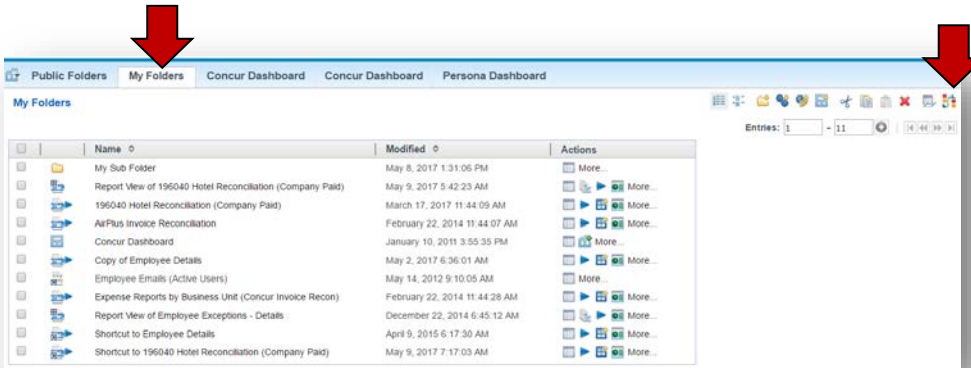 Public Folders My Folders Concur Dashboard Concur Dashboard Persona Dashboard
My Folders
Entries: 1 - 11
Name Modified Actions
My Sub Folder May 8, 2017 1:31:06 PM More...
Report View of 196040 Hotel Reconciliation (Company Paid) May 9, 2017 5:42:23 AM More...
196040 Hotel Reconciliation (Company Paid) March 17, 2017 11:44:09 AM More...
AirPlus Invoice Reconciliation February 22, 2014 11:44:07 AM More...
Concur Dashboard January 10, 2011 3:55:35 PM More...
Copy of Employee Details May 2, 2017 6:36:01 AM More...
Employee Emails (Active Users) May 14, 2012 9:10:05 AM More...
Expense Reports by Business Unit (Concur Invoice Recon) February 22, 2014 11:44:28 AM More...
Report View of Employee Exceptions - Details December 22, 2014 6:45:12 AM More...
Shortcut to Employee Details April 9, 2015 6:17:30 AM More...
Shortcut to 196040 Hotel Reconciliation (Company Paid) May 9, 2017 7:17:03 AM More...